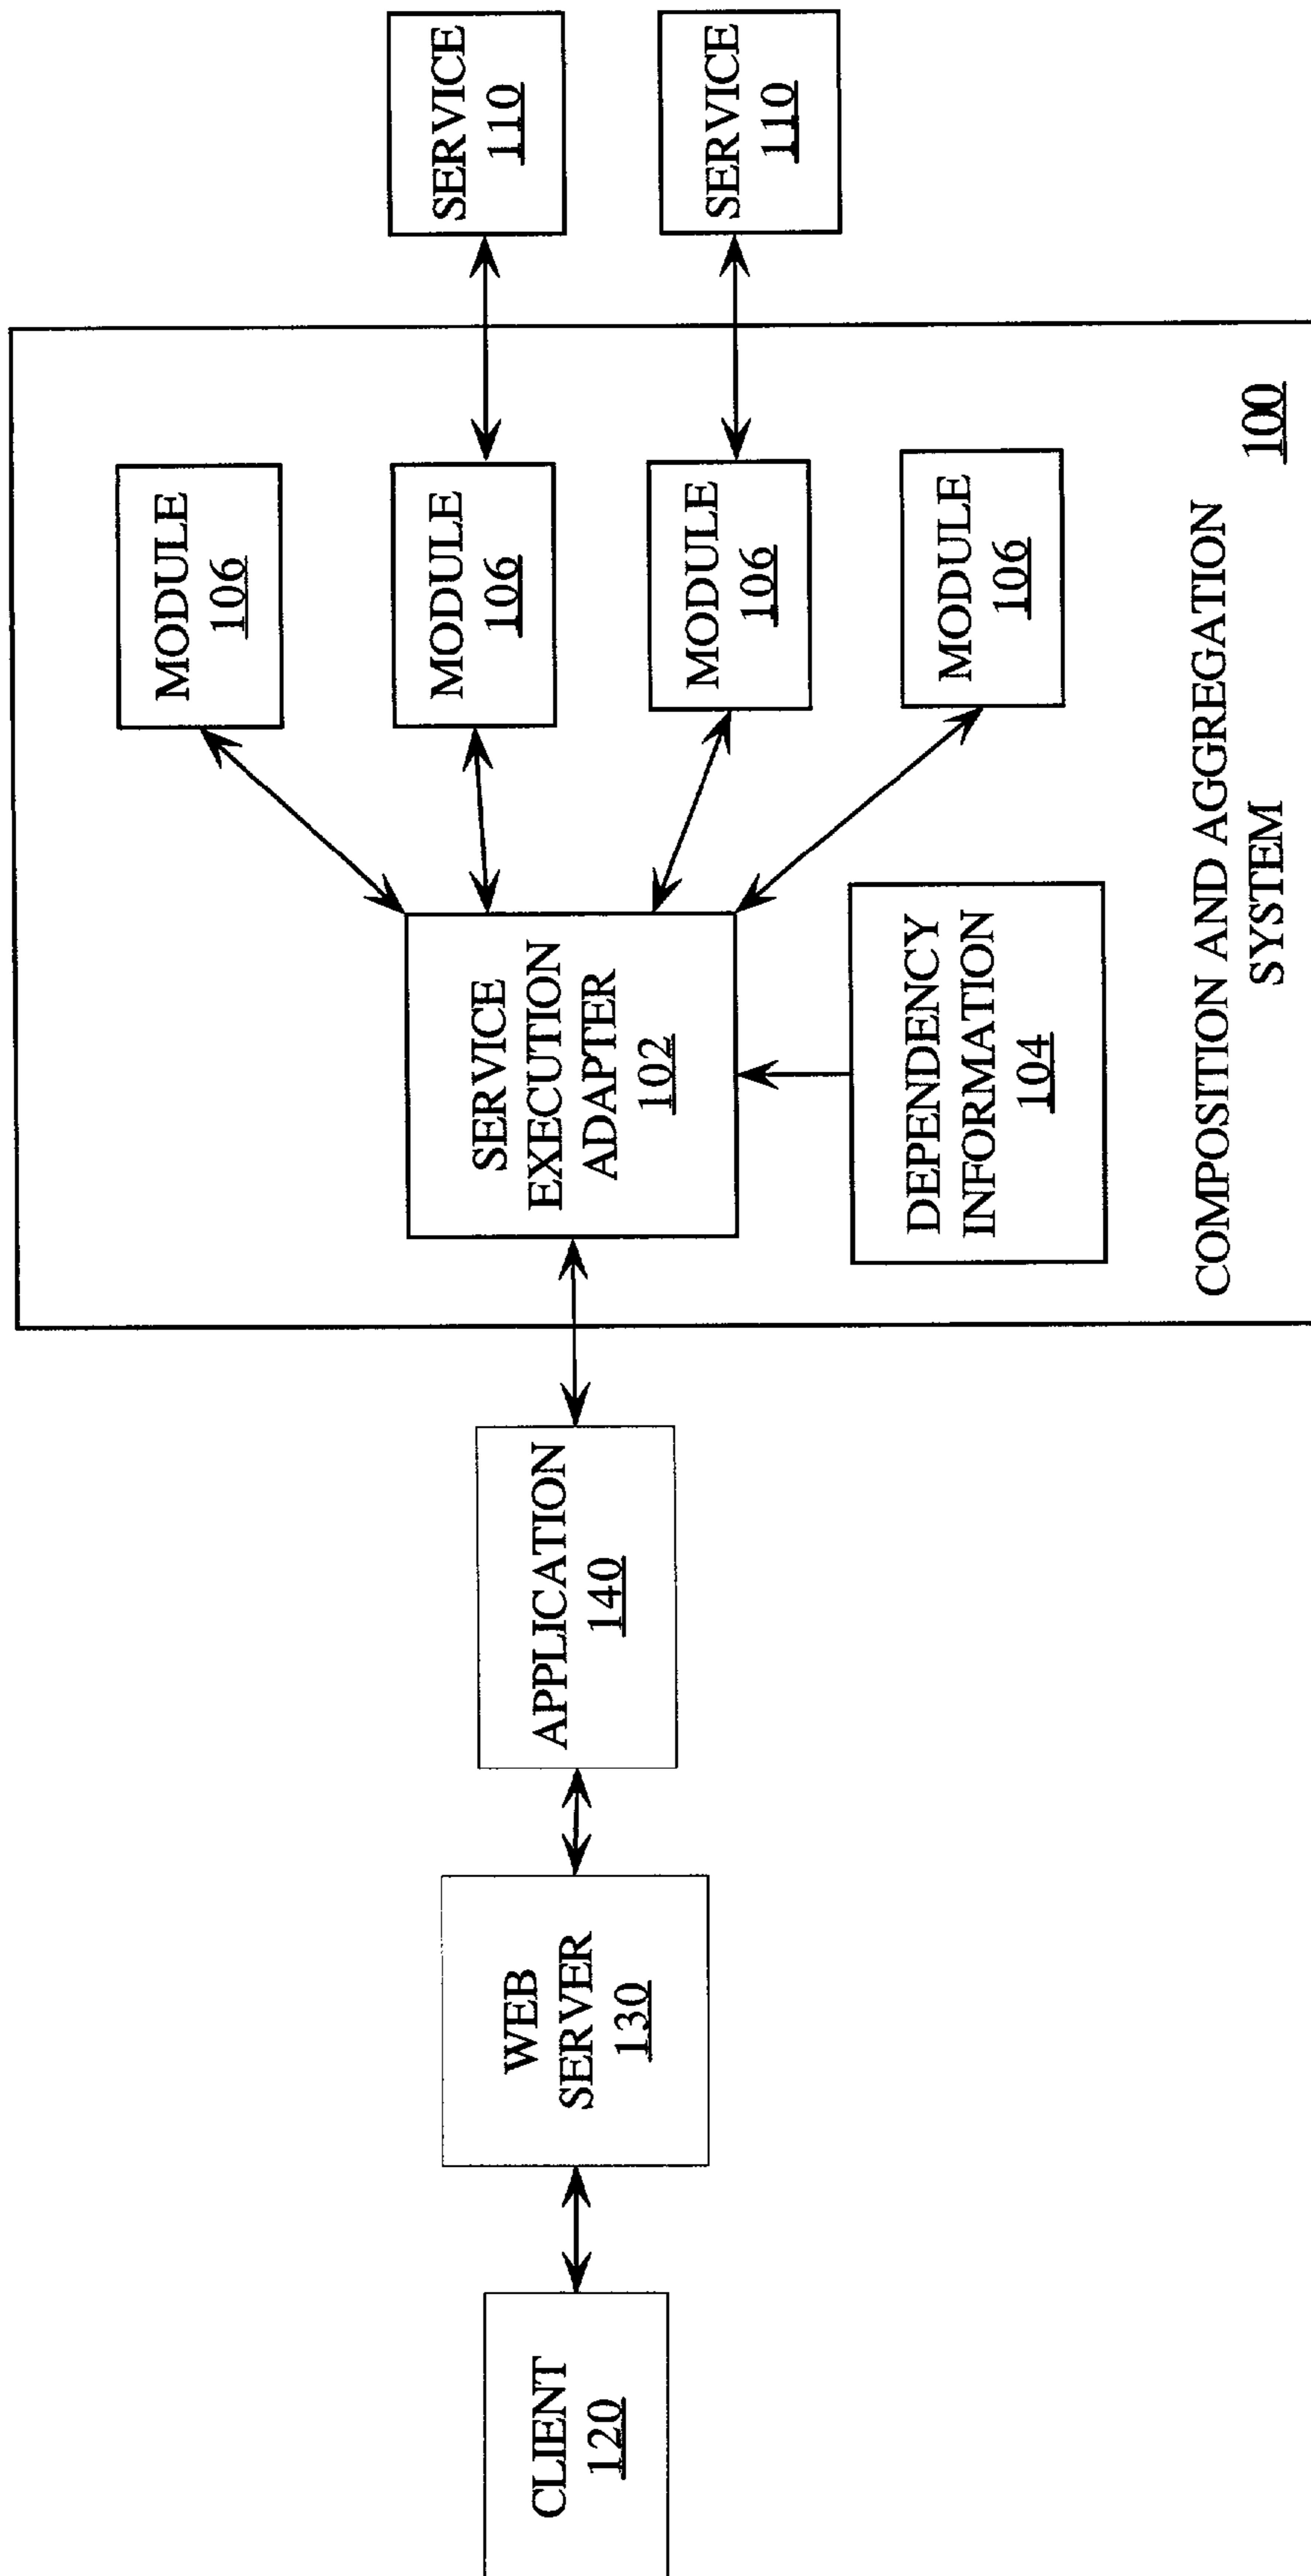 CLIENT
120
WEB
SERVER
130
APPLICATION
140
SERVICE
EXECUTION
ADAPTER
102
DEPENDENCY
INFORMATION
104
MODULE
106
MODULE
106
MODULE
106
MODULE
106
COMPOSITION AND AGGREGATION
SYSTEM
100
SERVICE
110
SERVICE
110